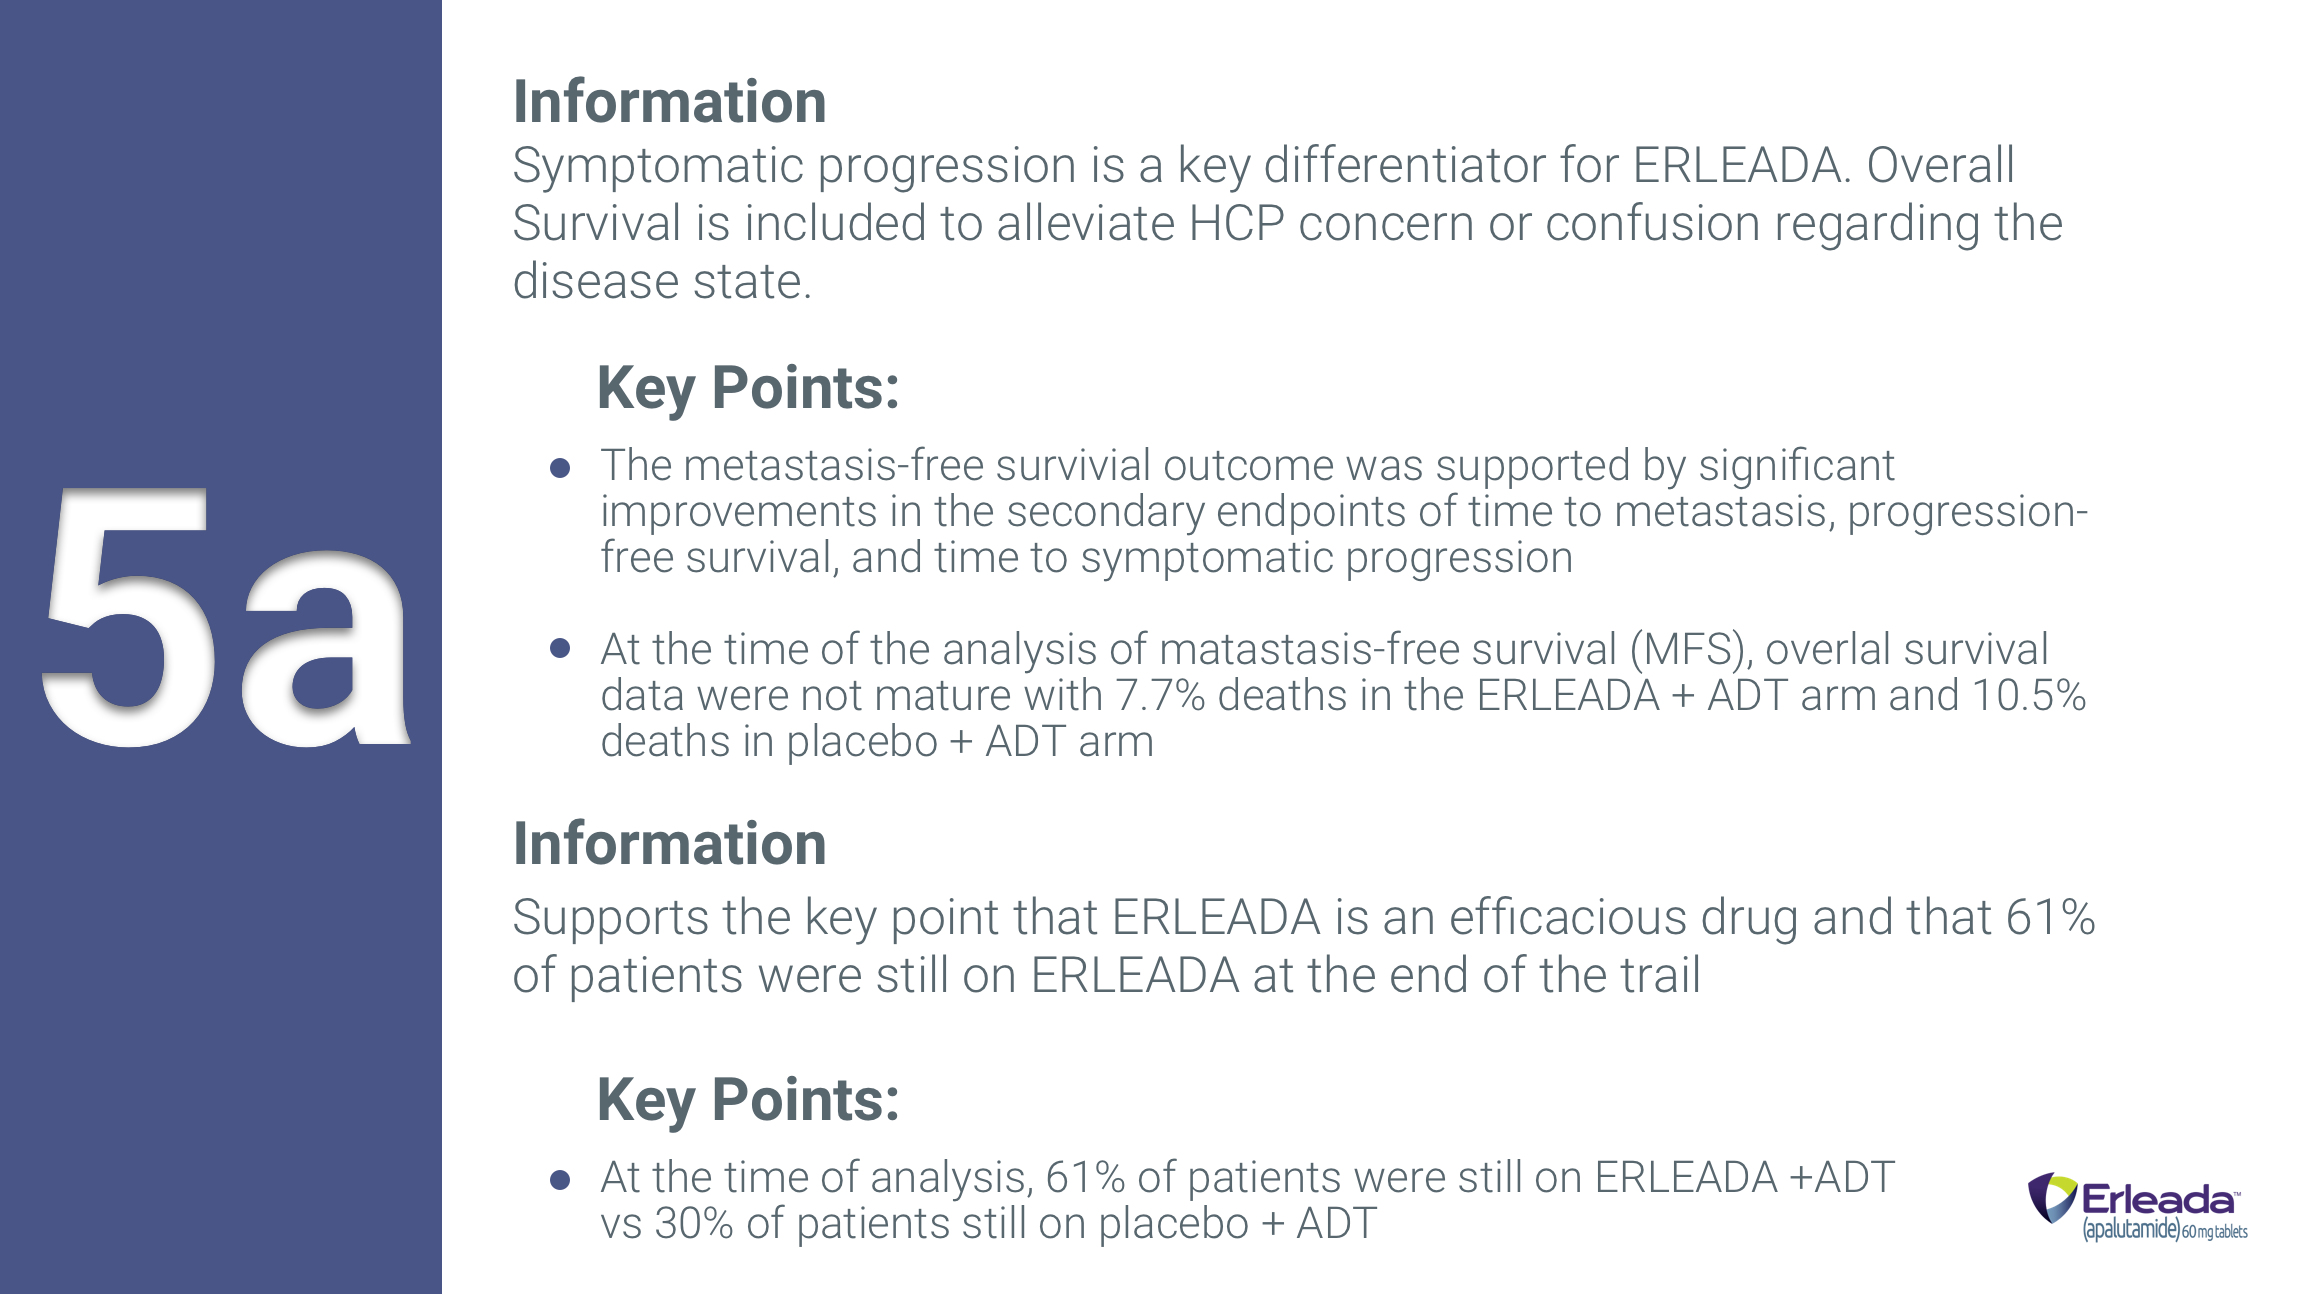 5a
Information
Symptomatic progression is a key differentiator for ERLEADA. Overall
Survival is included to alleviate HCP concern or confusion regarding the
disease state.
Key Points:
● The metastasis-free survivial outcome was supported by significant
improvements in the secondary endpoints of time to metastasis, progression-
free survival, and time to symptomatic progression
● At the time of the analysis of matastasis-free survival (MFS), overlal survival
data were not mature with 7.7% deaths in the ERLEADA + ADT arm and 10.5%
deaths in placebo + ADT arm
Information
Supports the key point that ERLEADA is an efficacious drug and that 61%
of patients were still on ERLEADA at the end of the trail
Key Points:
● At the time of analysis, 61% of patients were still on ERLEADA +ADT
vs 30% of patients still on placebo + ADT
Erleada™
(apalutamide) 60 mg tablets